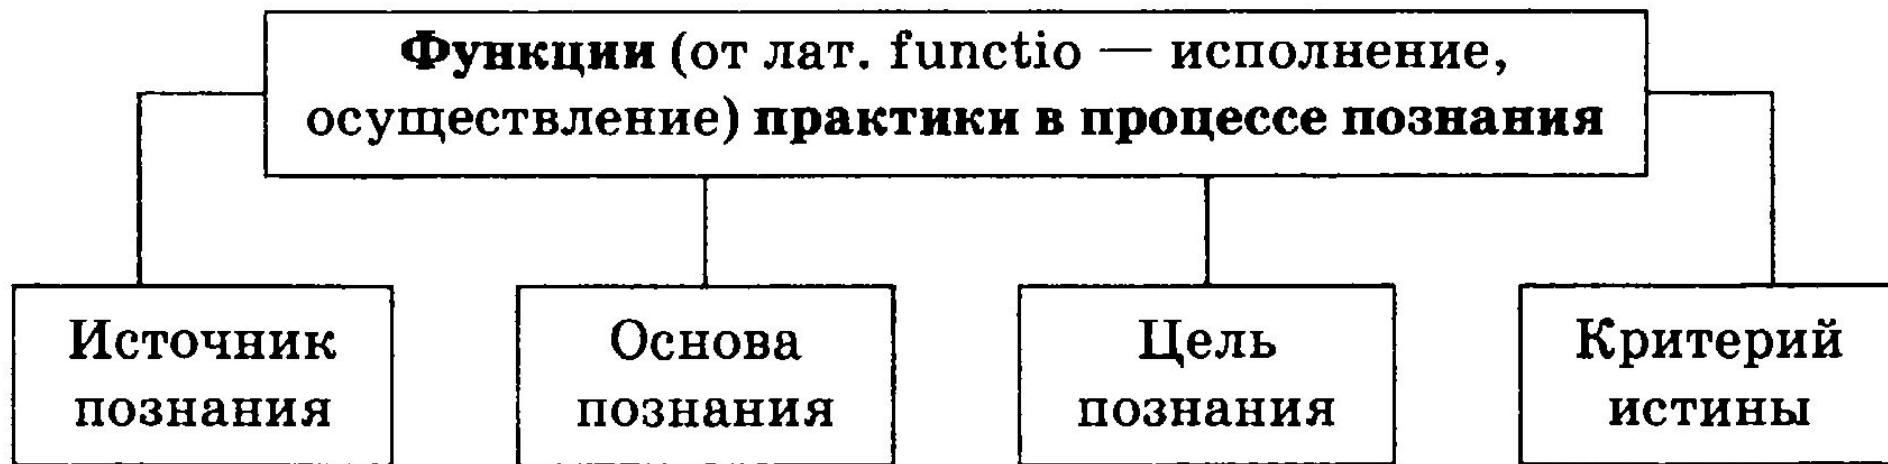 Функции (от лат. functio — исполнение,
осуществление) практики в процессе познания
Источник
познания
Основа
познания
Цель
познания
Критерий
истины